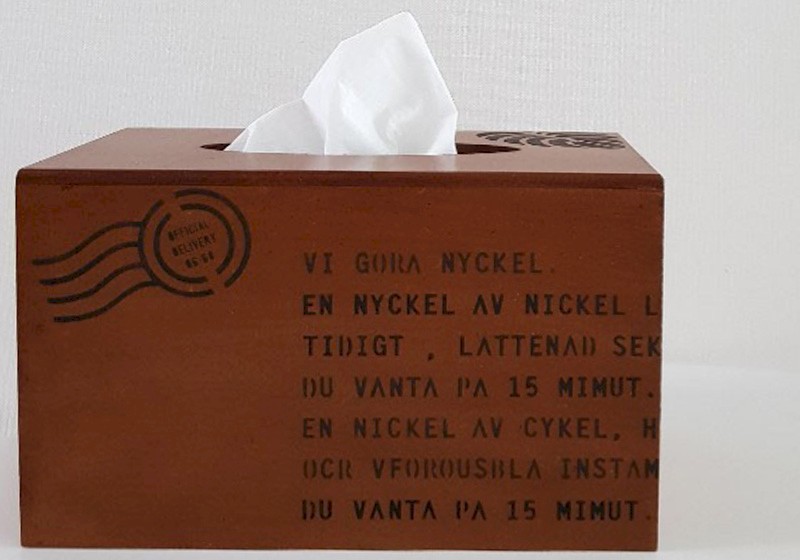 OFFICIAL
DELIVERY
VI GORA NYCKEL.
EN NYCKEL AV NICKEL L
TIDIGT , LATTENAD SEK
DU VANTA PA 15 MIMUT.
EN NICKEL AV CYKEL, H
OCR VFOROUSBLA INSTAM
DU VANTA PA 15 MIMUT.